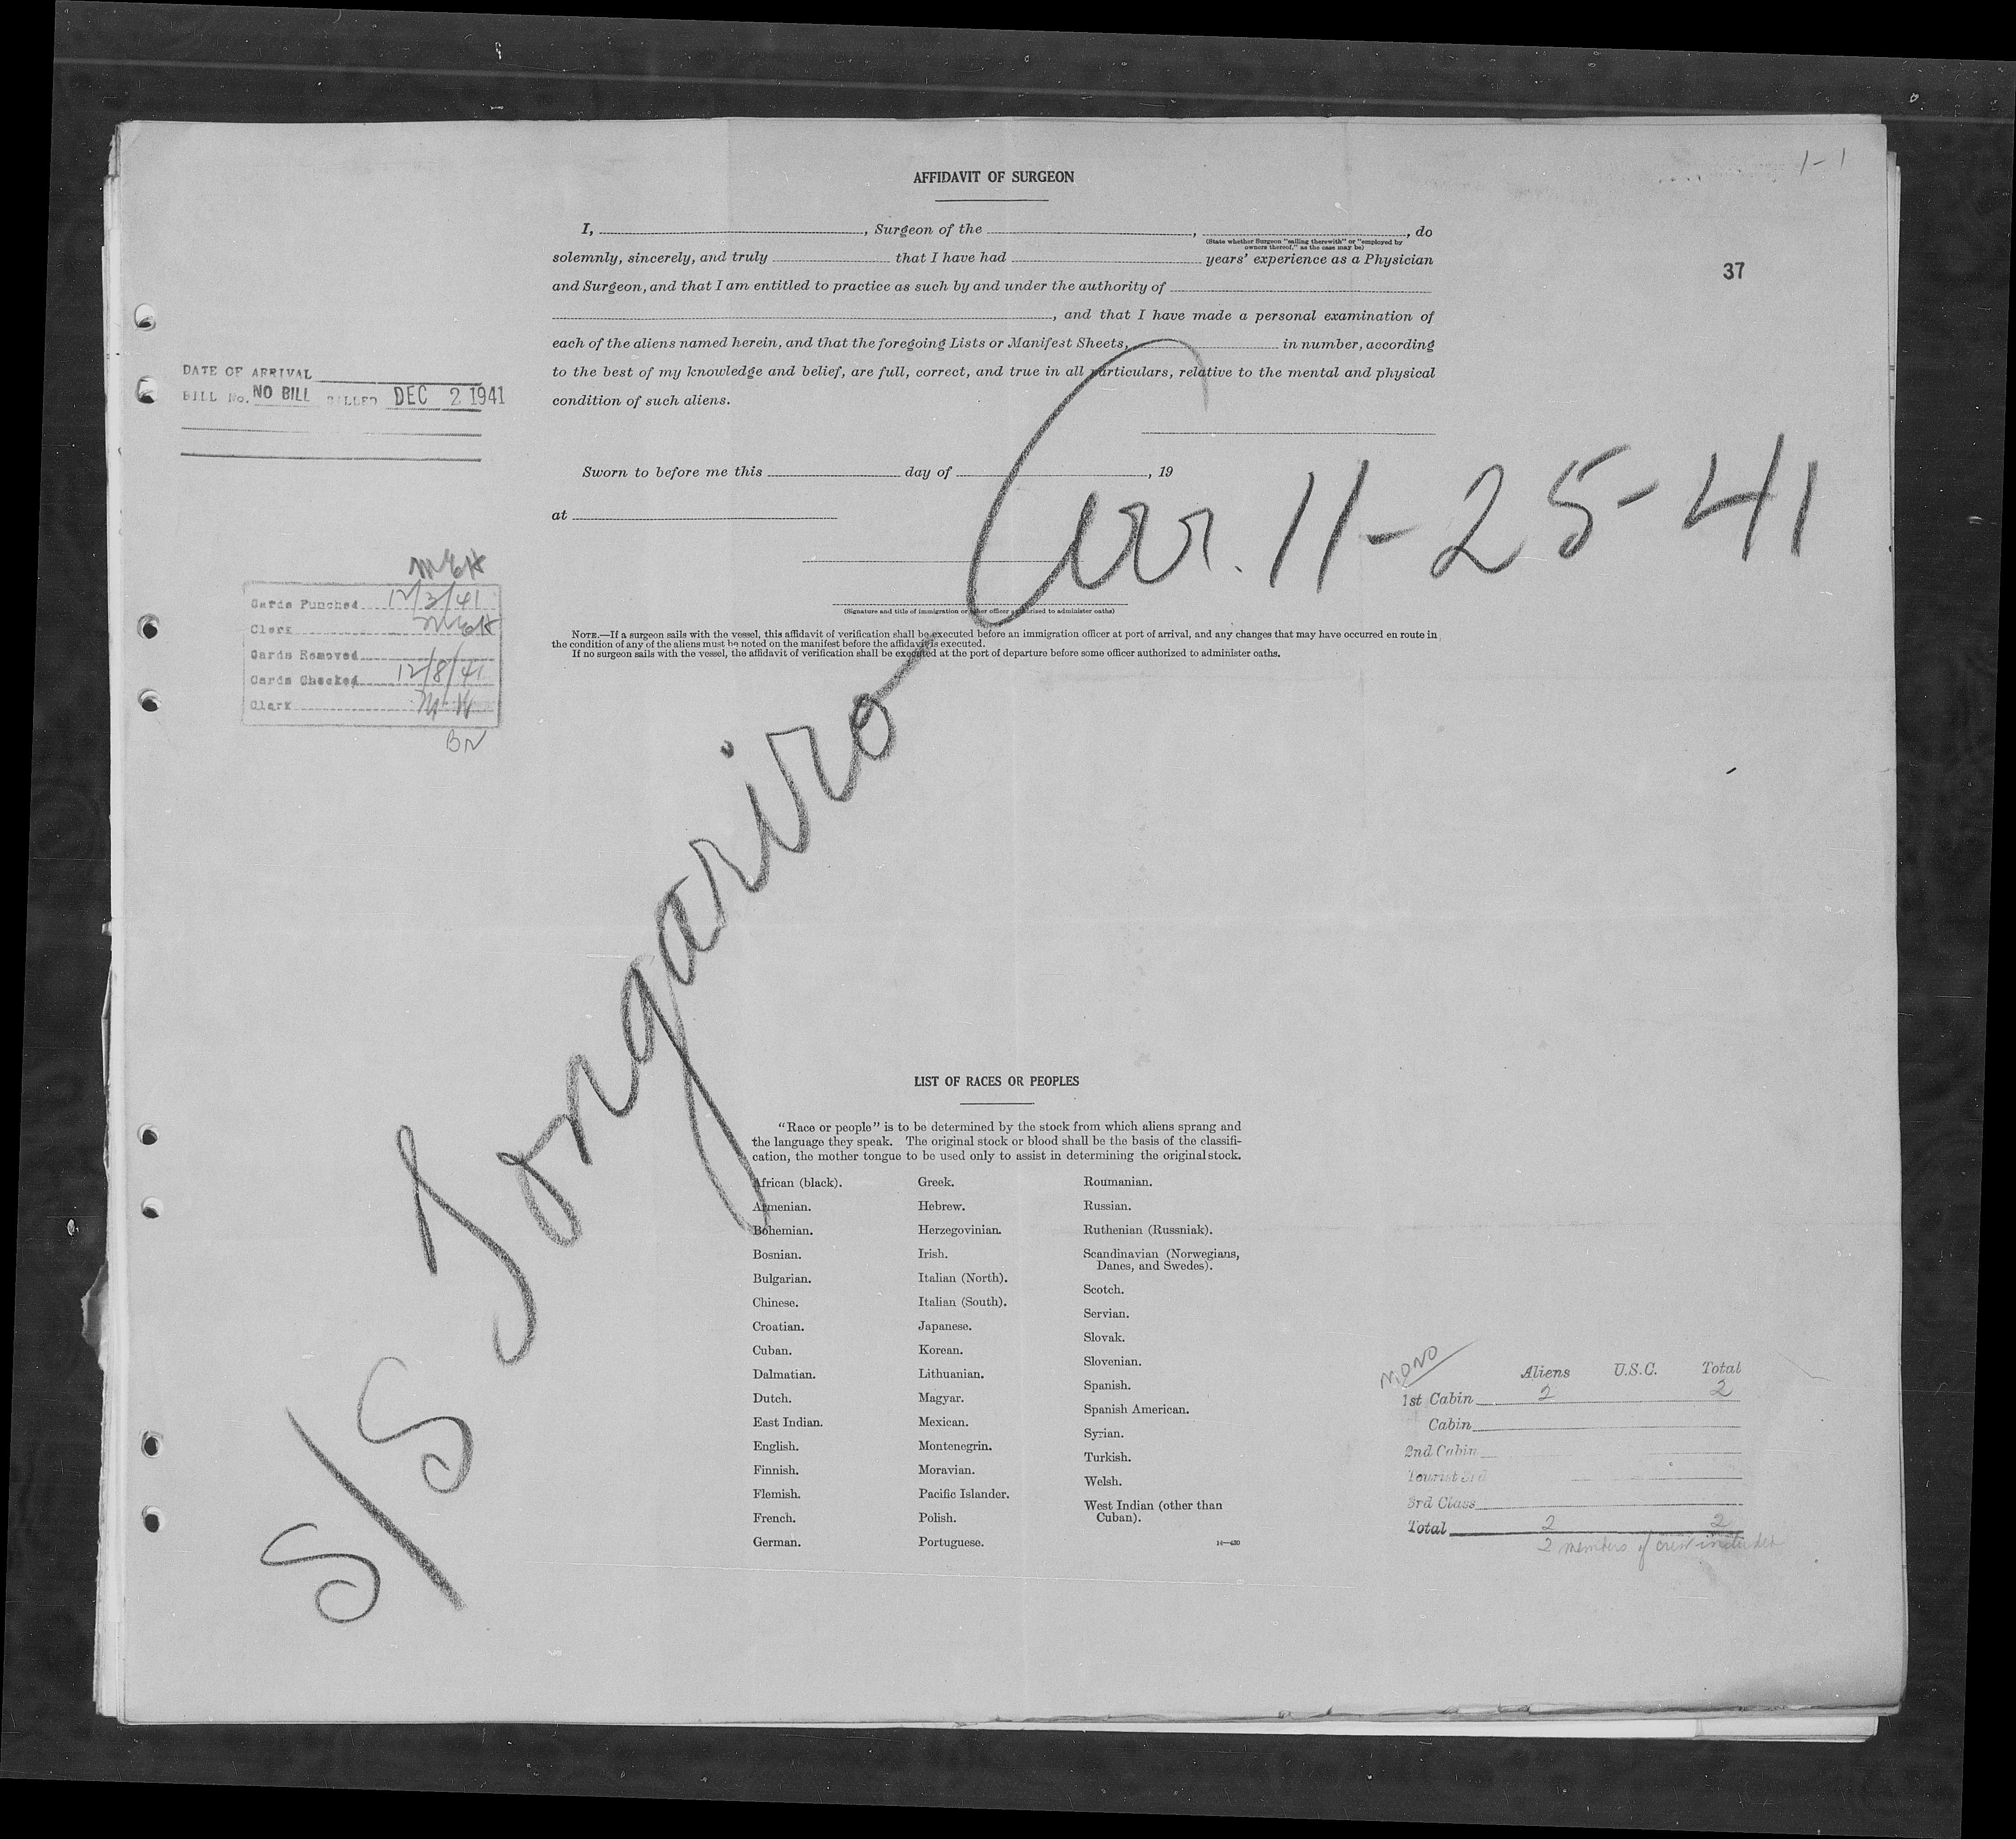 1-1
AFFIDAVIT OF SURGEON
I, , Surgeon of the , , do
(State whether Surgeon "sailing therewith" or "employed by
owners thereof," as the case may be)
solemnly, sincerely, and truly that I have had years' experience as a Physician
37
and Surgeon, and that I am entitled to practice as such by and under the authority of
, and that I have made a personal examination of
each of the aliens named herein, and that the foregoing Lists or Manifest Sheets, in number, according
to the best of my knowledge and belief, are full, correct, and true in all particulars, relative to the mental and physical
condition of such aliens.
DATE OF ARRIVAL
BILL No. NO BILL BILLED DEC 2 1941
Sworn to before me this day of , 19
at
Arr. 11-25-41
(Signature and title of immigration or other officer authorized to administer oaths)
NOTE.—If a surgeon sails with the vessel, this affidavit of verification shall be executed before an immigration officer at port of arrival, and any changes that may have occurred en route in
the condition of any of the aliens must be noted on the manifest before the affidavit is executed.
If no surgeon sails with the vessel, the affidavit of verification shall be executed at the port of departure before some officer authorized to administer oaths.
Cards Punched 12/3/41
Clerk
Cards Removed
Cards Checked 12/8/41
Clerk
S/S Tongariro
LIST OF RACES OR PEOPLES
"Race or people" is to be determined by the stock from which aliens sprang and
the language they speak. The original stock or blood shall be the basis of the classifi-
cation, the mother tongue to be used only to assist in determining the original stock.
African (black).
Armenian.
Bohemian.
Bosnian.
Bulgarian.
Chinese.
Croatian.
Cuban.
Dalmatian.
Dutch.
East Indian.
English.
Finnish.
Flemish.
French.
German.
Greek.
Hebrew.
Herzegovinian.
Irish.
Italian (North).
Italian (South).
Japanese.
Korean.
Lithuanian.
Magyar.
Mexican.
Montenegrin.
Moravian.
Pacific Islander.
Polish.
Portuguese.
Roumanian.
Russian.
Ruthenian (Russniak).
Scandinavian (Norwegians,
Danes, and Swedes).
Scotch.
Servian.
Slovak.
Slovenian.
Spanish.
Spanish American.
Syrian.
Turkish.
Welsh.
West Indian (other than
Cuban).
MONO
Aliens U.S.C. Total
1st Cabin 2 2
Cabin
2nd Cabin
Tourist 3rd
3rd Class
Total 2 2
2 members of crew included